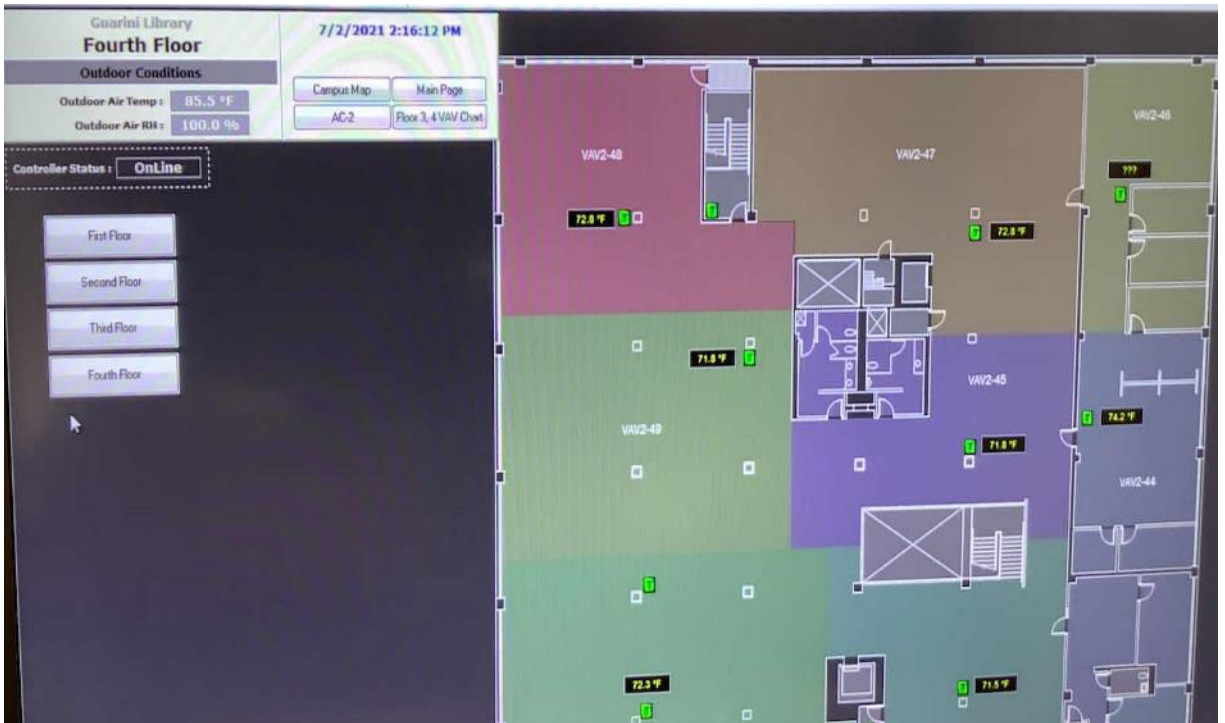 Guarini Library
Fourth Floor
7/2/2021 2:16:12 PM
Outdoor Conditions
Outdoor Air Temp : 85.5 °F
Outdoor Air RH : 100.0 %
Campus Map
Main Page
AC-2
Floor 3, 4 VAV Chart
Controller Status : OnLine
First Floor
Second Floor
Third Floor
Fourth Floor
VAV2-46
VAV2-48
VAV2-47
???
72.8 °F
72.8 °F
71.8 °F
VAV2-45
74.2 °F
VAV2-49
71.8 °F
VAV2-44
72.3 °F
71.5 °F